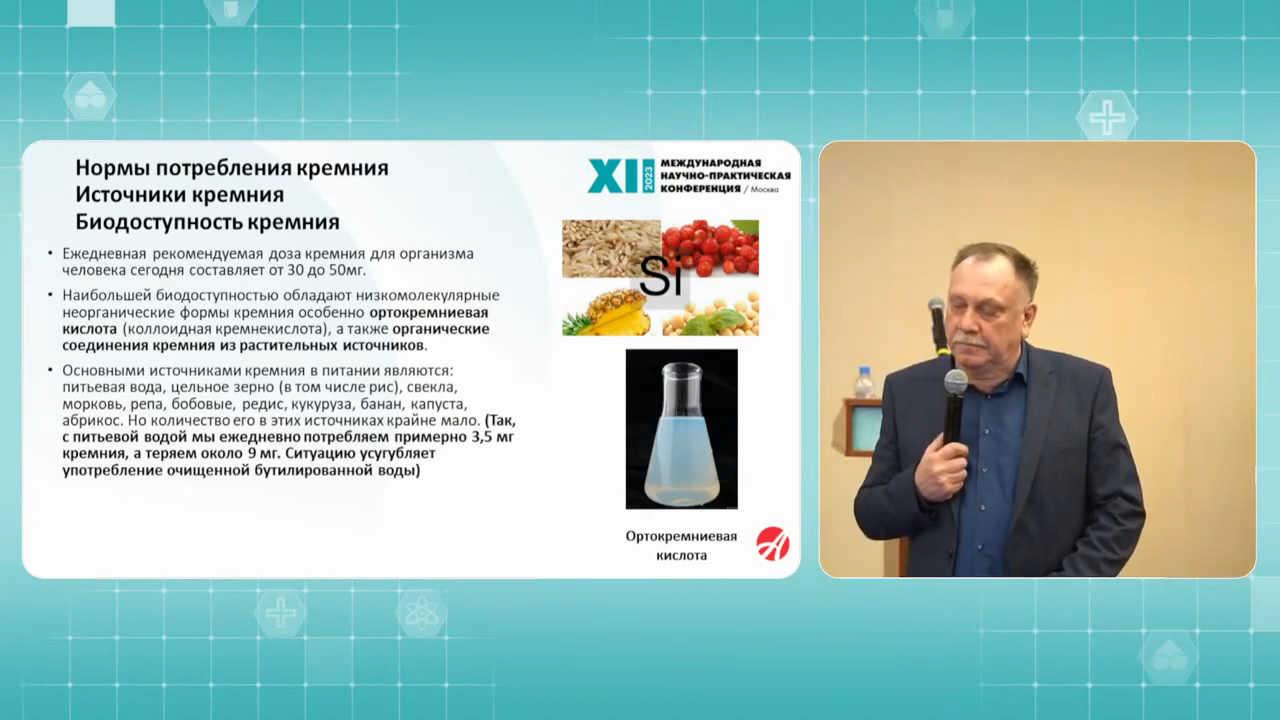 Нормы потребления кремния
Источники кремния
Биодоступность кремния
XII 2023
МЕЖДУНАРОДНАЯ
НАУЧНО-ПРАКТИЧЕСКАЯ
КОНФЕРЕНЦИЯ / Москва
• Ежедневная рекомендуемая доза кремния для организма
человека сегодня составляет от 30 до 50мг.
• Наибольшей биодоступностью обладают низкомолекулярные
неорганические формы кремния особенно ортокремниевая
кислота (коллоидная кремнекислота), а также органические
соединения кремния из растительных источников.
• Основными источниками кремния в питании являются:
питьевая вода, цельное зерно (в том числе рис), свекла,
морковь, репа, бобовые, редис, кукуруза, банан, капуста,
абрикос. Но количество его в этих источниках крайне мало. (Так,
с питьевой водой мы ежедневно потребляем примерно 3,5 мг
кремния, а теряем около 9 мг. Ситуацию усугубляет
употребление очищенной бутилированной воды)
Si
Ортокремниевая
кислота